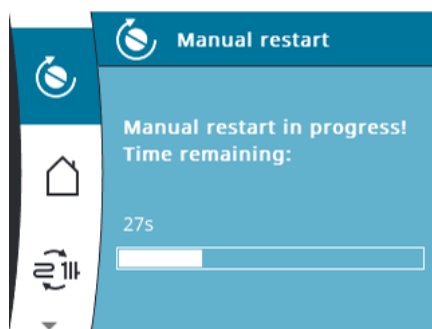 Manual restart
Manual restart in progress!
Time remaining:
27s